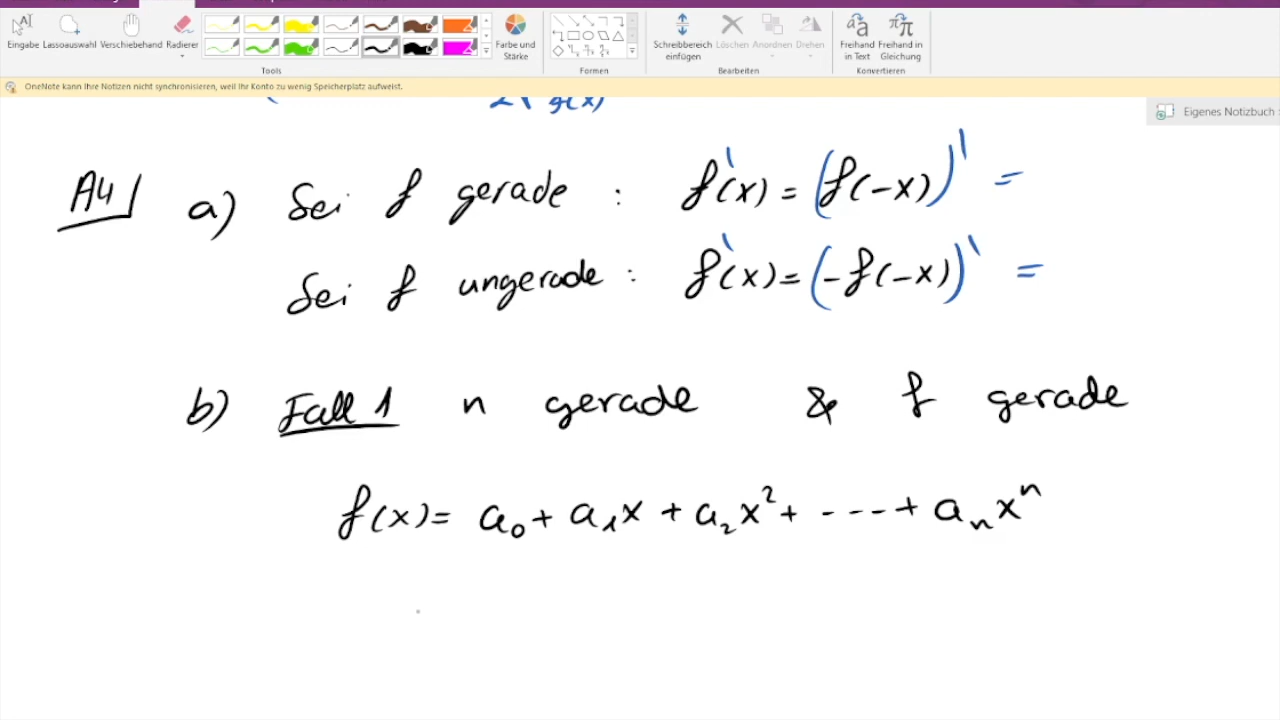 Eingabe Lassoauswahl Verschiebehand Radierer Farbe und Stärke Schreibbereich einfügen Löschen Anordnen Drehen Freihand in Text Freihand in Gleichung
Tools Formen Bearbeiten Konvertieren
OneNote kann Ihre Notizen nicht synchronisieren, weil Ihr Konto zu wenig Speicherplatz aufweist.
g(x)
Eigenes Notizbuch
A4 a) Sei f gerade : f'(x) = (f(-x))' =
Sei f ungerade : f'(x) = (-f(-x))' =
b) Fall 1 n gerade & f gerade
f(x) = a₀ + a₁x + a₂x² + ---- + aₙxⁿ